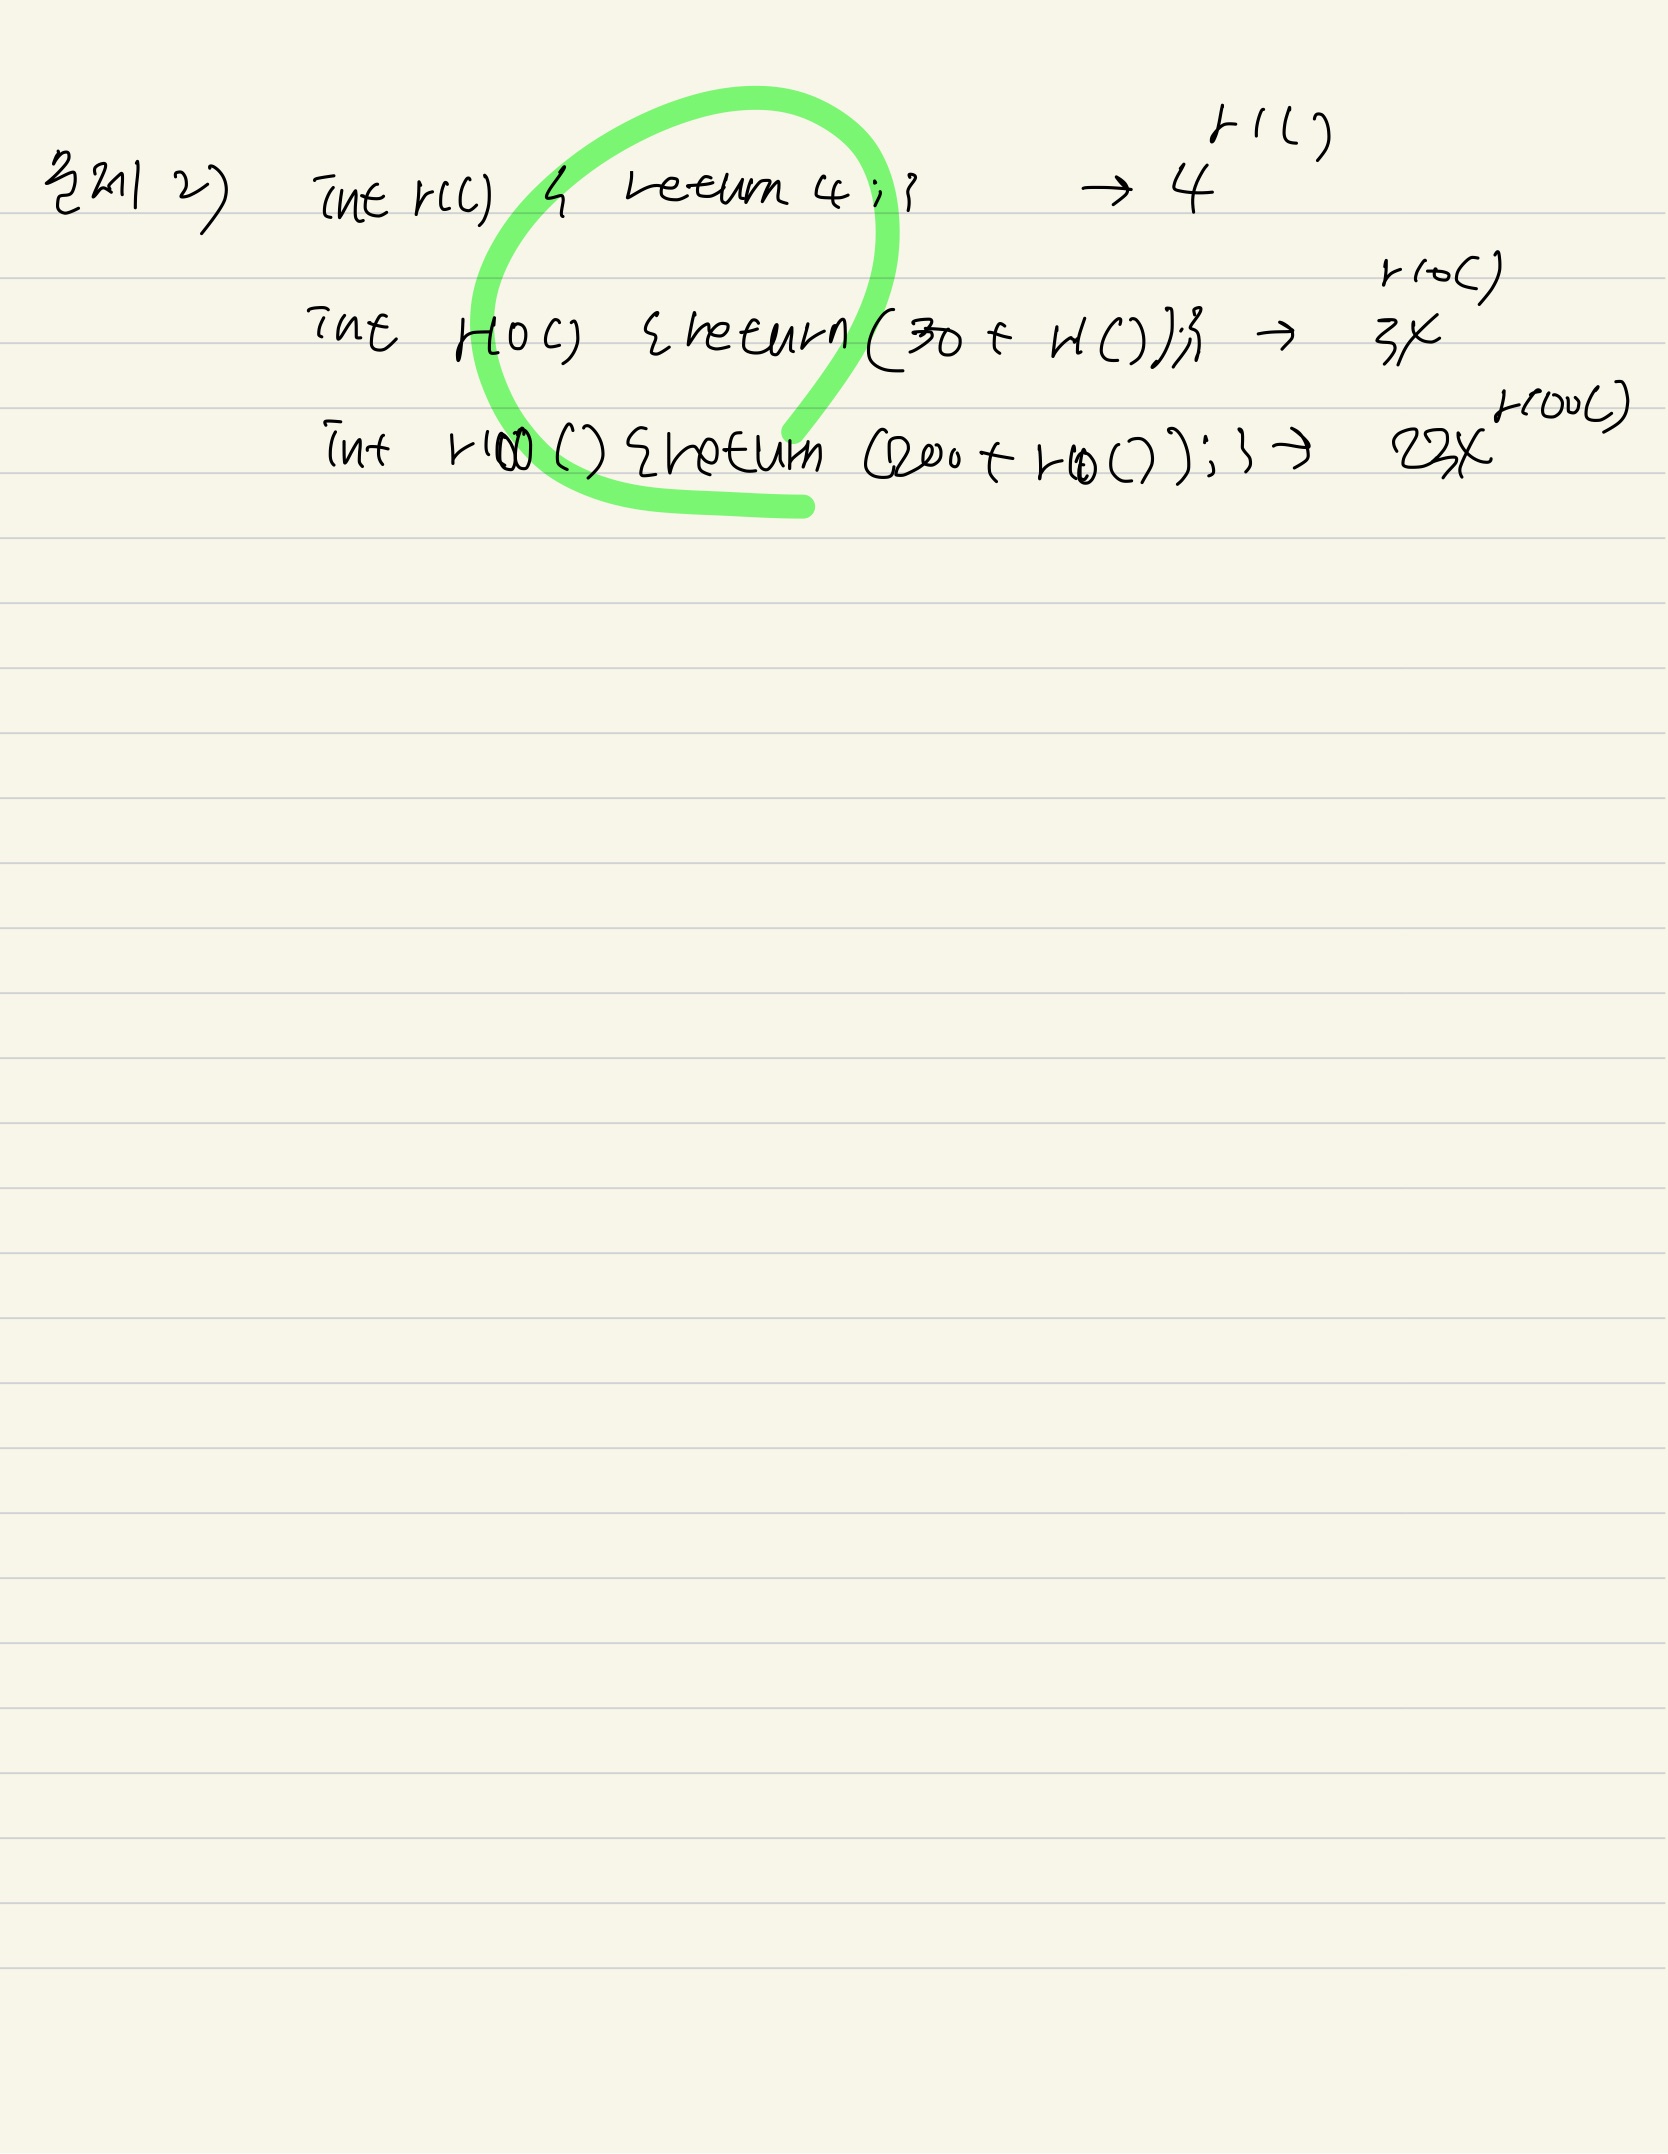 r1()
문제 2) int r1() { return 4; } → 4
r10()
int r10() { return (30 + r1()); } → 34
r100()
int r100() { return (200 + r10()); } → 234